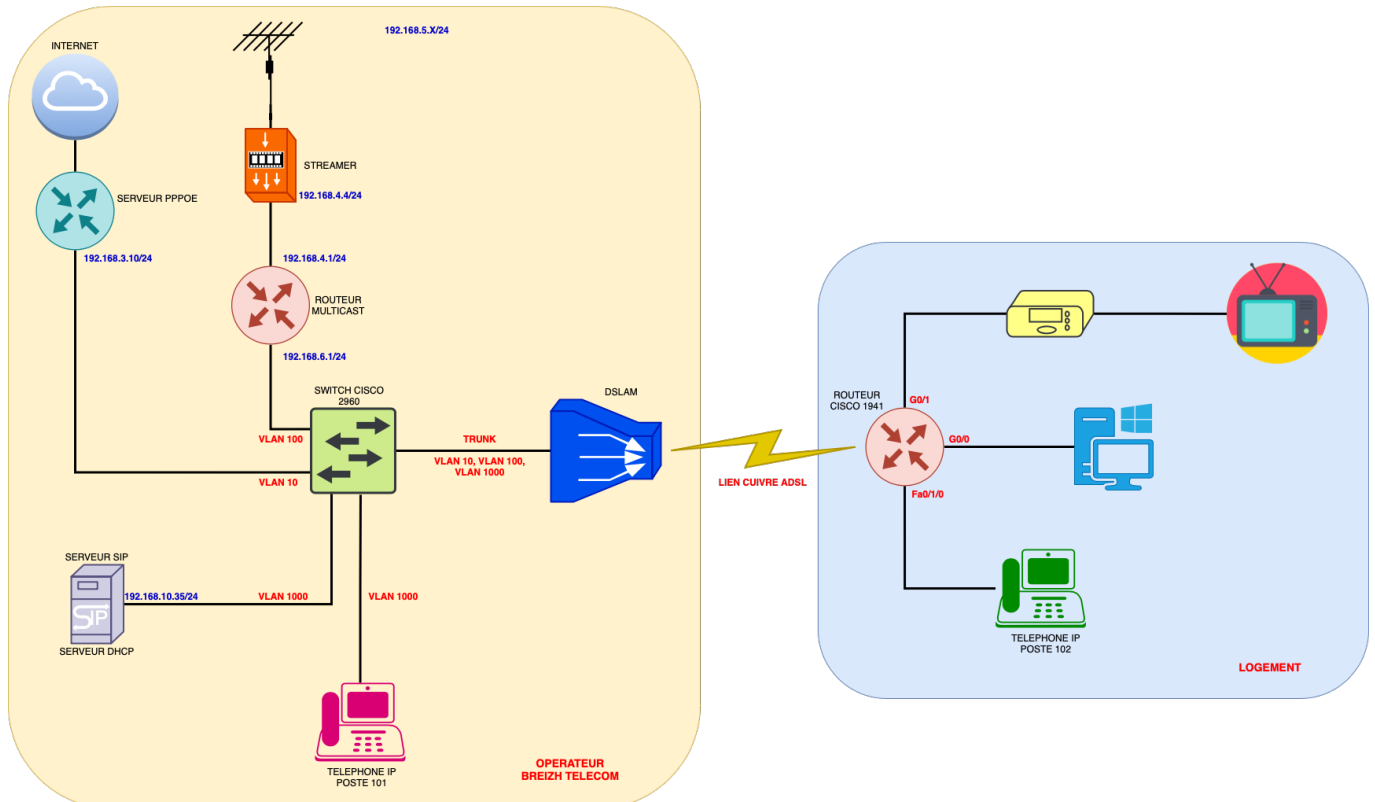 192.168.5.X/24
INTERNET
STREAMER
192.168.4.4/24
SERVEUR PPPOE
192.168.3.10/24
192.168.4.1/24
ROUTEUR
MULTICAST
192.168.6.1/24
SWITCH CISCO
2960
DSLAM
VLAN 100
TRUNK
VLAN 10, VLAN 100,
VLAN 1000
VLAN 10
LIEN CUIVRE ADSL
ROUTEUR
CISCO 1941
G0/1
G0/0
Fa0/1/0
SERVEUR SIP
192.168.10.35/24
VLAN 1000
VLAN 1000
SIP
SERVEUR DHCP
TELEPHONE IP
POSTE 102
LOGEMENT
TELEPHONE IP
POSTE 101
OPERATEUR
BREIZH TELECOM